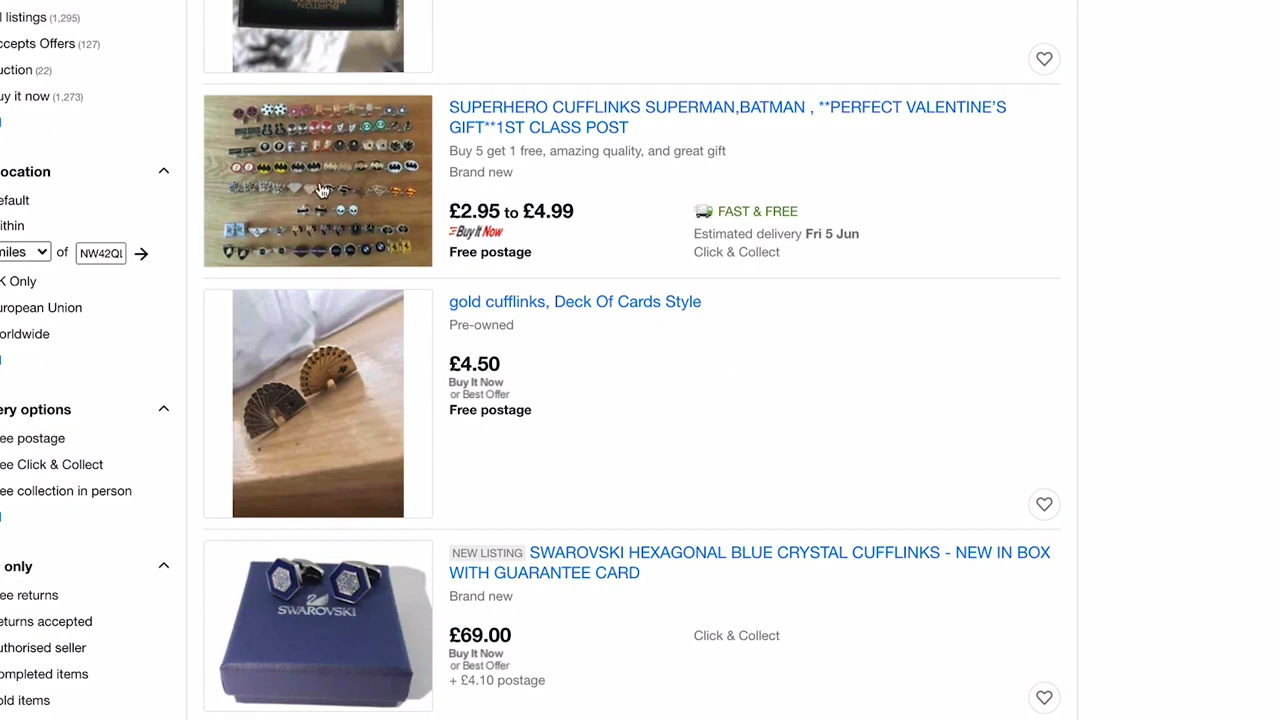 l listings (1,295)
ccepts Offers (127)
uction (22)
uy it now (1,273)
ocation
efault
ithin
miles of NW42QL
K Only
uropean Union
orldwide
ery options
ee postage
ee Click & Collect
ee collection in person
only
ee returns
eturns accepted
uthorised seller
ompleted items
old items
BURTON
MENSWEAR
SUPERHERO CUFFLINKS SUPERMAN,BATMAN , **PERFECT VALENTINE'S
GIFT**1ST CLASS POST
Buy 5 get 1 free, amazing quality, and great gift
Brand new
£2.95 to £4.99
Buy It Now
Free postage
FAST & FREE
Estimated delivery Fri 5 Jun
Click & Collect
gold cufflinks, Deck Of Cards Style
Pre-owned
£4.50
Buy It Now
or Best Offer
Free postage
SWAROVSKI
NEW LISTING SWAROVSKI HEXAGONAL BLUE CRYSTAL CUFFLINKS - NEW IN BOX
WITH GUARANTEE CARD
Brand new
£69.00
Buy It Now
or Best Offer
+ £4.10 postage
Click & Collect